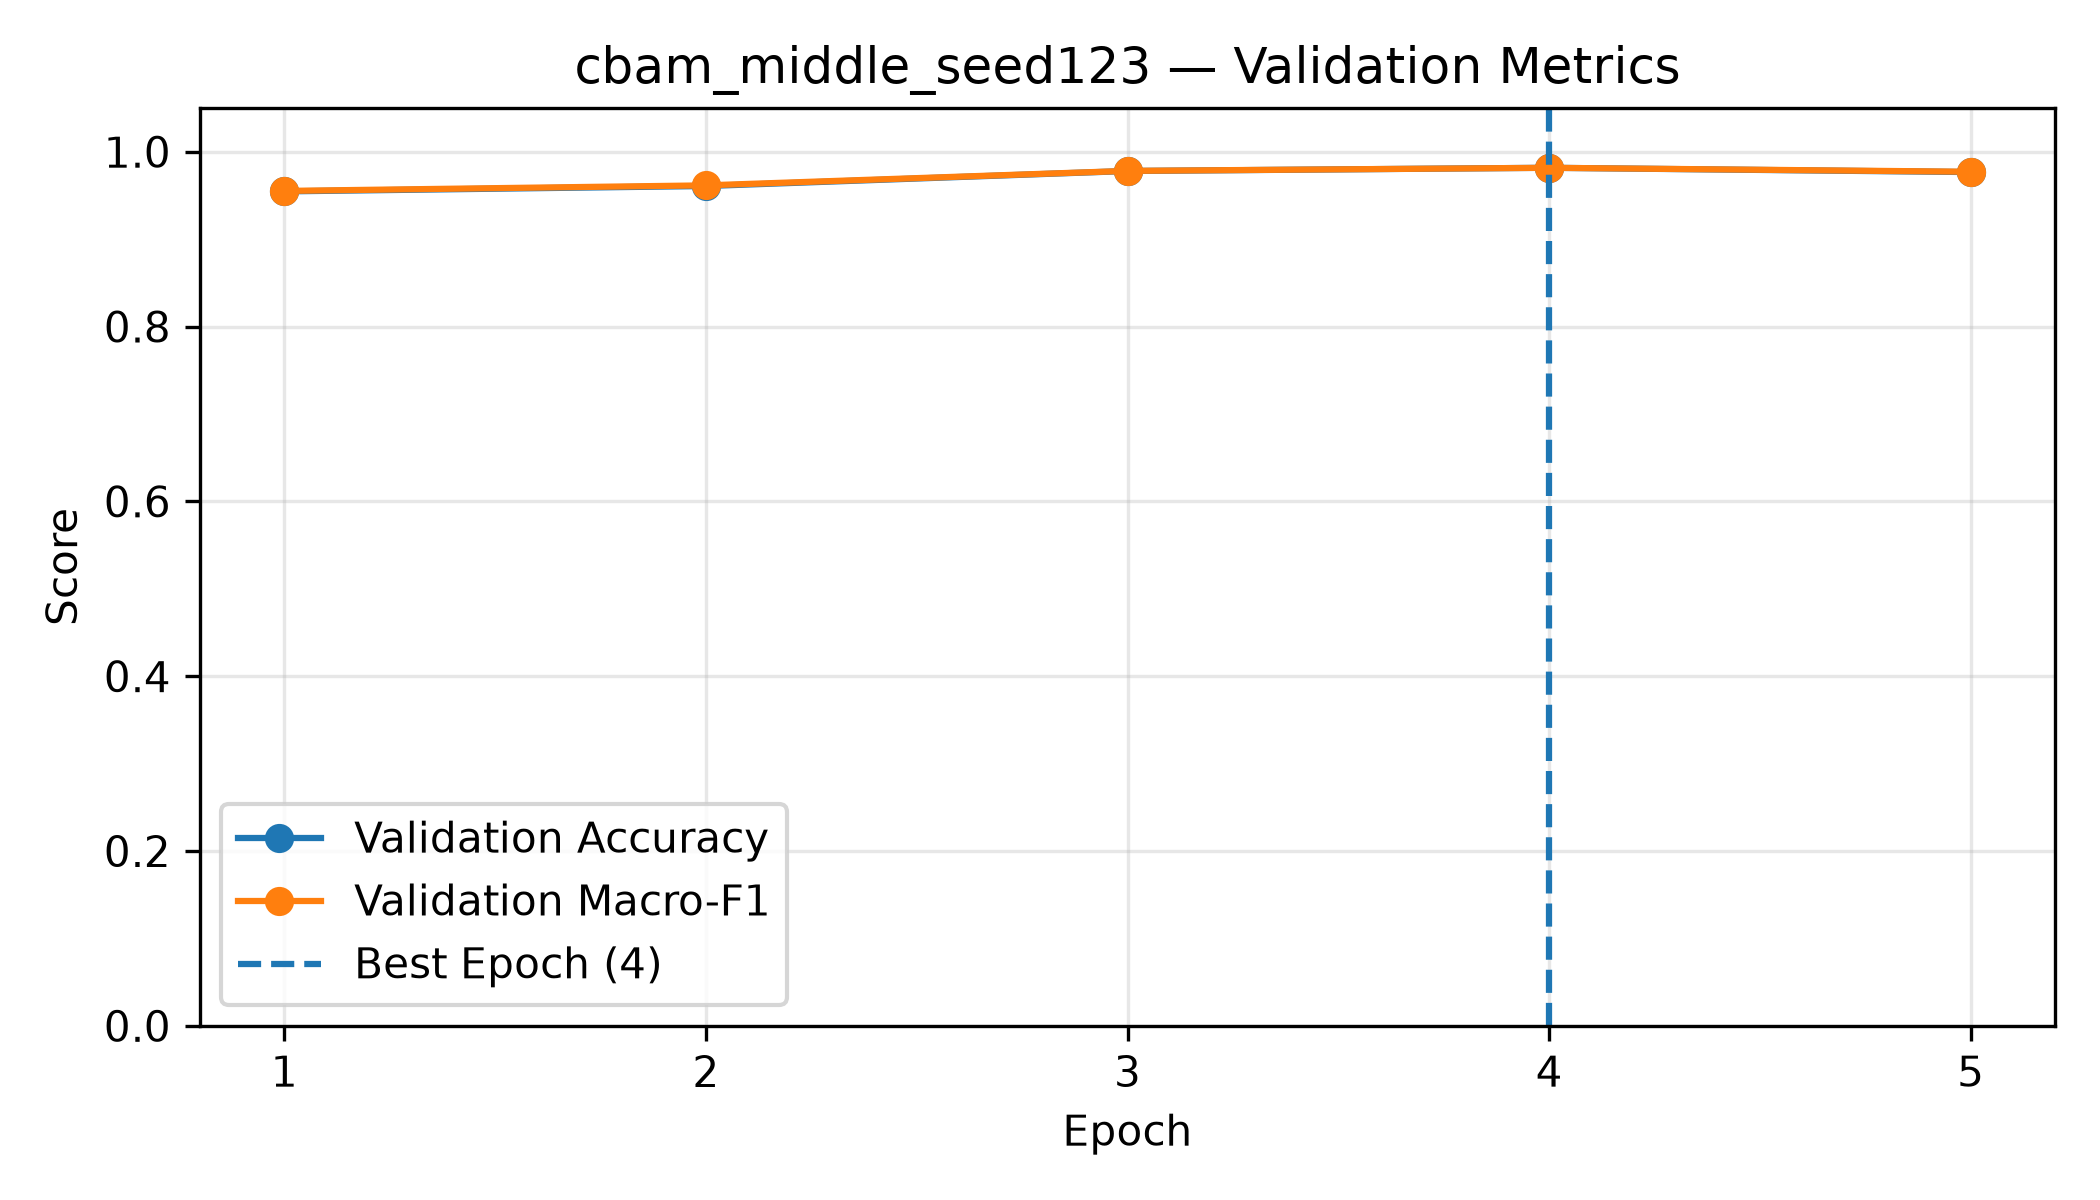 cbam_middle_seed123 — Validation Metrics
1.0
0.8
0.6
0.4
0.2
0.0
Score
Validation Accuracy
Validation Macro-F1
Best Epoch (4)
1 2 3 4 5
Epoch